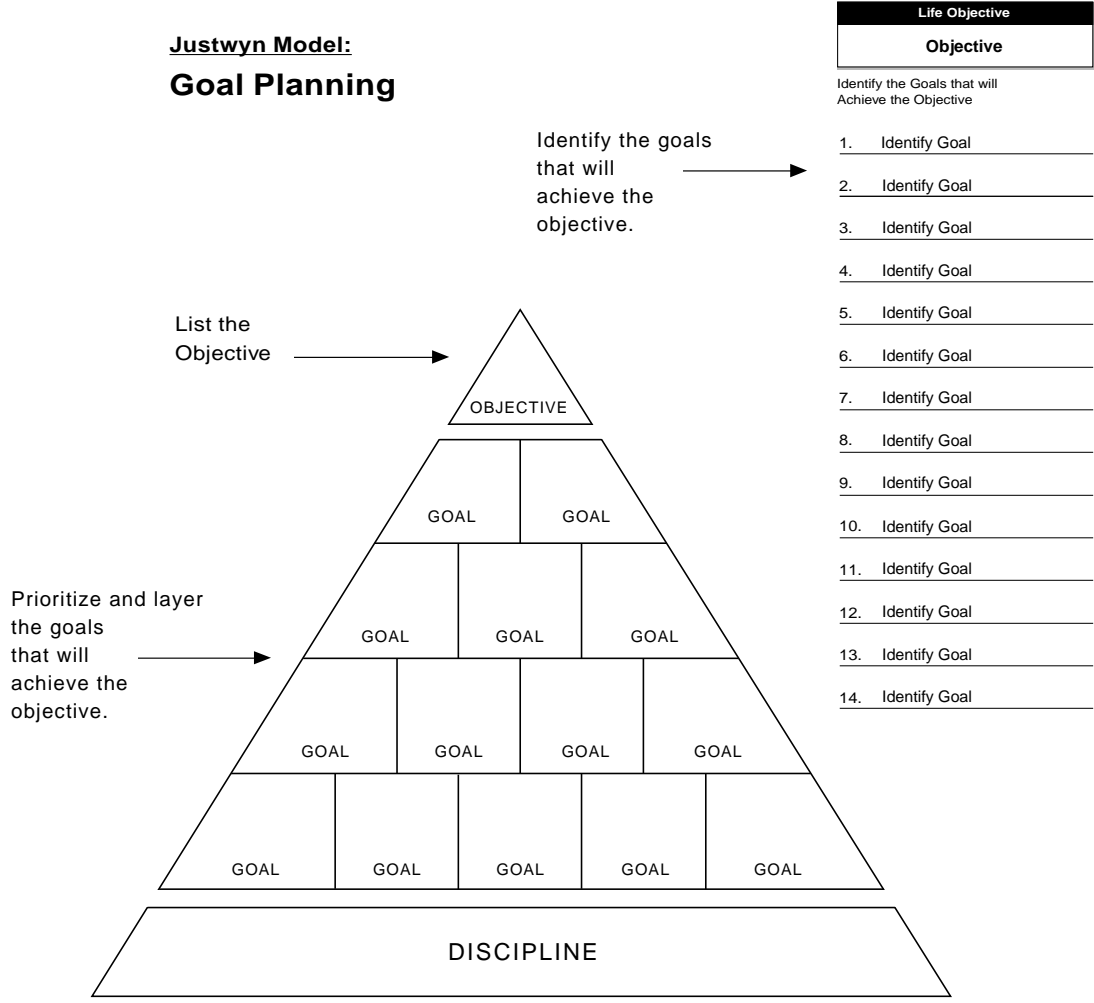 Justwyn Model:
Goal Planning
Life Objective
Objective
Identify the Goals that will
Achieve the Objective
1. Identify Goal
2. Identify Goal
3. Identify Goal
4. Identify Goal
5. Identify Goal
6. Identify Goal
7. Identify Goal
8. Identify Goal
9. Identify Goal
10. Identify Goal
11. Identify Goal
12. Identify Goal
13. Identify Goal
14. Identify Goal
Identify the goals
that will
achieve the
objective.
List the
Objective
OBJECTIVE
GOAL GOAL
Prioritize and layer
the goals
that will
achieve the
objective.
GOAL GOAL GOAL
GOAL GOAL GOAL GOAL
GOAL GOAL GOAL GOAL GOAL
DISCIPLINE